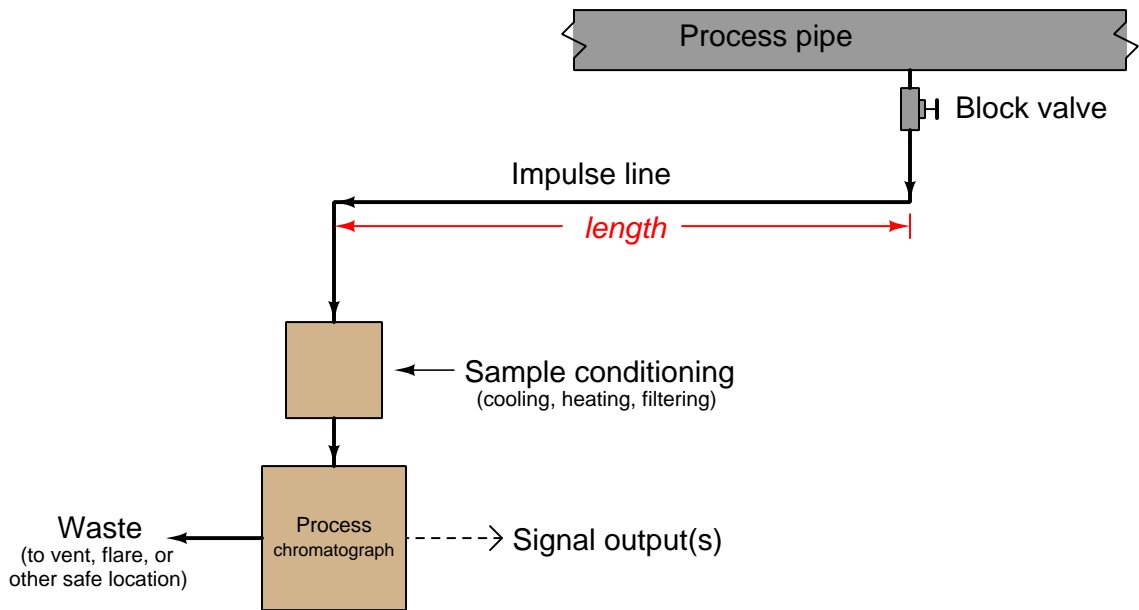 Process pipe
Block valve
Impulse line
length
Sample conditioning
(cooling, heating, filtering)
Process
chromatograph
Waste
(to vent, flare, or
other safe location)
Signal output(s)